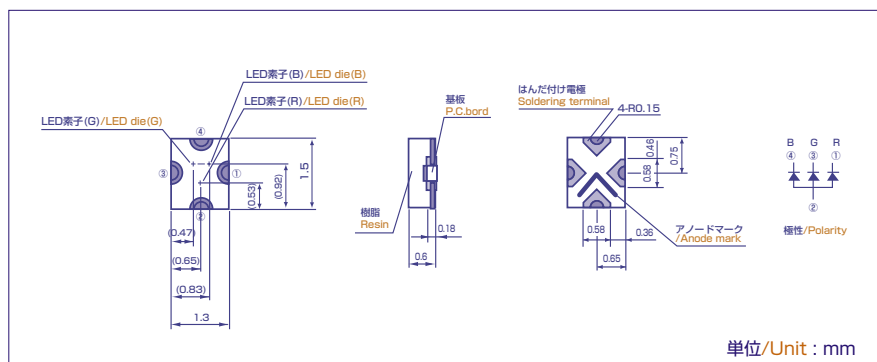 LED素子(B)/LED die(B)
LED素子(R)/LED die(R)
LED素子(G)/LED die(G)
④
③
①
②
(0.53)
(0.92)
1.5
(0.47)
(0.65)
(0.83)
1.3
基板
P.C.bord
樹脂
Resin
0.18
0.6
はんだ付け電極
Soldering terminal
4-R0.15
0.46
0.58
0.75
0.58
0.36
0.65
アノードマーク
/Anode mark
B G R
④ ③ ①
②
極性/Polarity
単位/Unit : mm